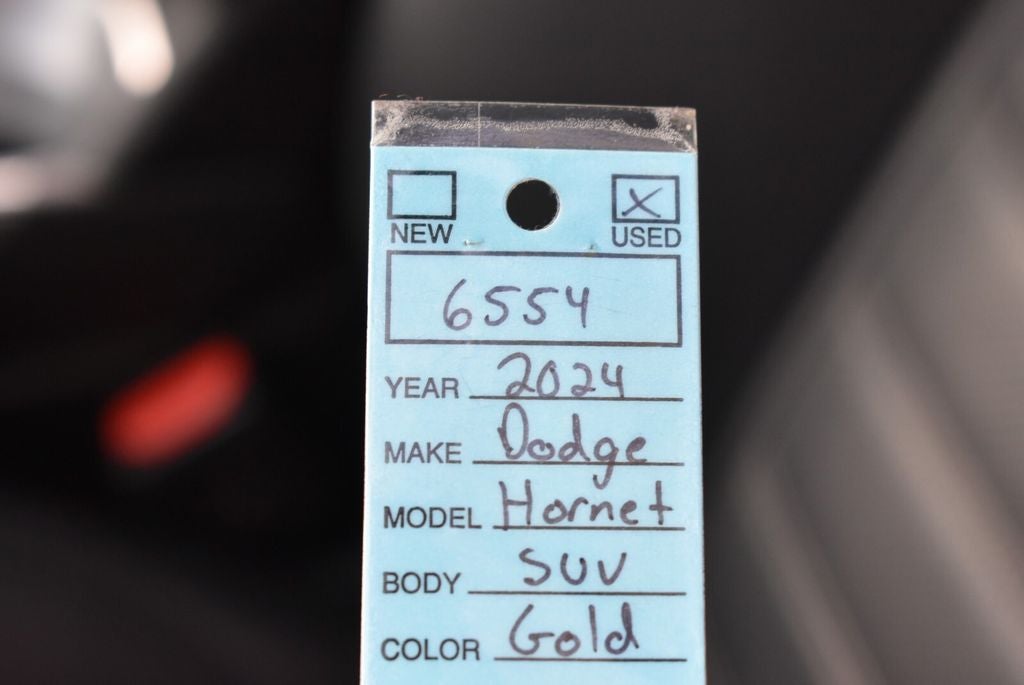 NEW USED
6554
YEAR 2024
MAKE Dodge
MODEL Hornet
BODY SUV
COLOR Gold